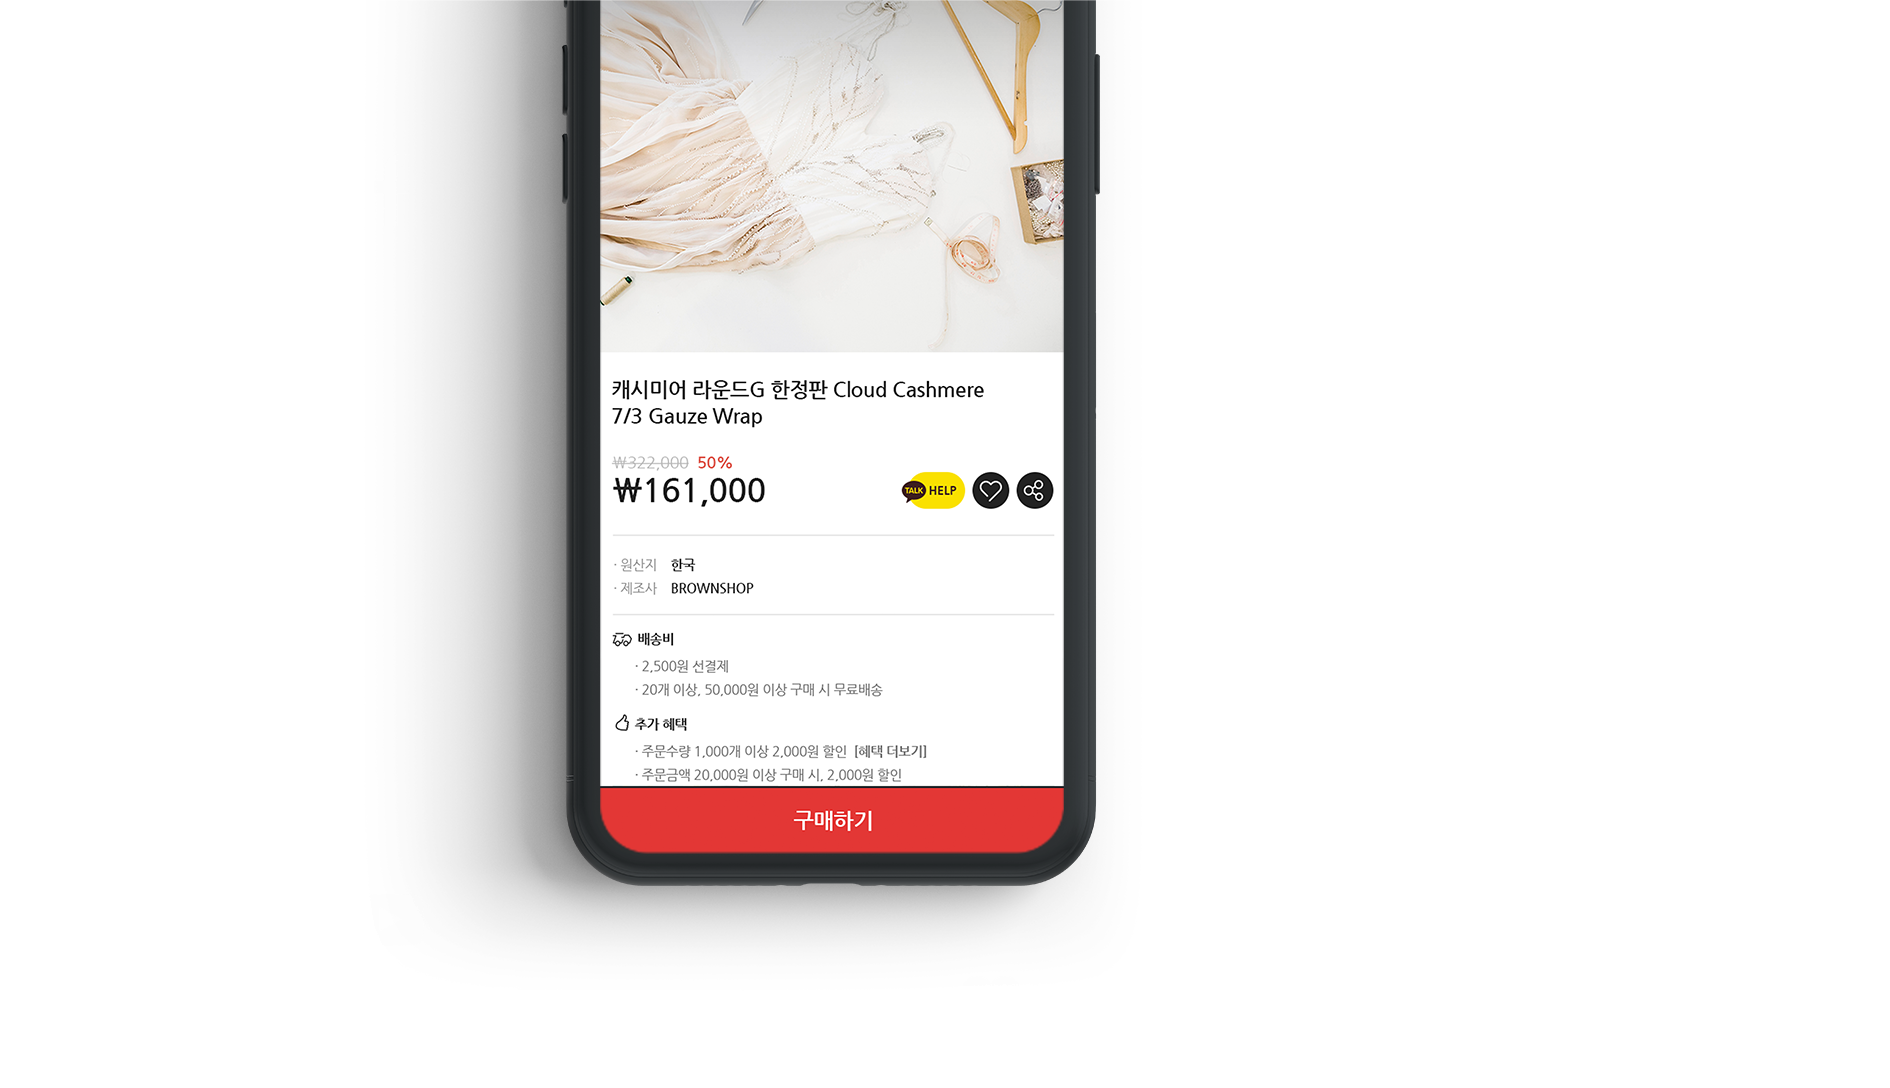 캐시미어 라운드G 한정판 Cloud Cashmere
7/3 Gauze Wrap
₩322,000 50%
₩161,000
TALK HELP
· 원산지 한국
· 제조사 BROWNSHOP
배송비
· 2,500원 선결제
· 20개 이상, 50,000원 이상 구매 시 무료배송
추가 혜택
· 주문수량 1,000개 이상 2,000원 할인 [혜택 더보기]
· 주문금액 20,000원 이상 구매 시, 2,000원 할인
구매하기